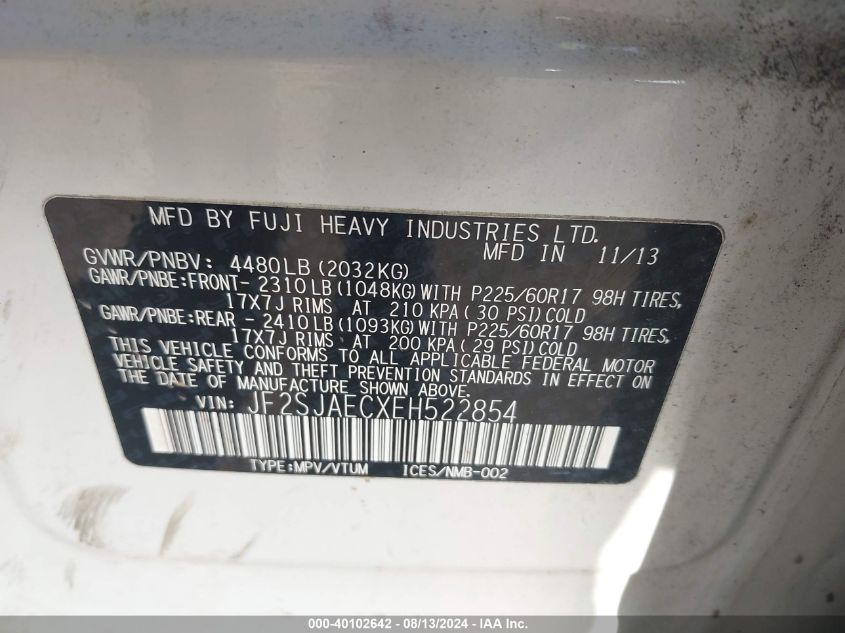 MFD BY FUJI HEAVY INDUSTRIES LTD.
MFD IN 11/13
GVWR/PNBV: 4480LB(2032KG)
GAWR/PNBE:FRONT- 2310LB(1048KG)WITH P225/60R17 98H TIRES,
17X7J RIMS AT 210 KPA(30 PSI)COLD
GAWR/PNBE:REAR - 2410LB(1093KG)WITH P225/60R17 98H TIRES,
17X7J RIMS AT 200 KPA(29 PSI)COLD
THIS VEHICLE CONFORMS TO ALL APPLICABLE FEDERAL MOTOR
VEHICLE SAFETY AND THEFT PREVENTION STANDARDS IN EFFECT ON
THE DATE OF MANUFACTURE SHOWN ABOVE.
VIN: JF2SJAECXEH522854
TYPE:MPV/VTUM ICES/NMB-002
000-40102642 - 08/13/2024 - IAA Inc.